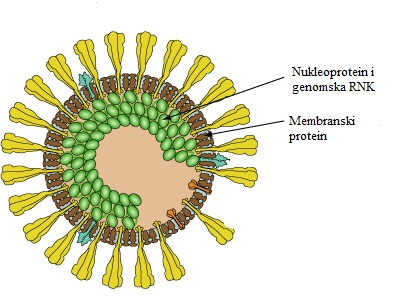 Nukleoprotein i
genomska RNK
Membranski
protein